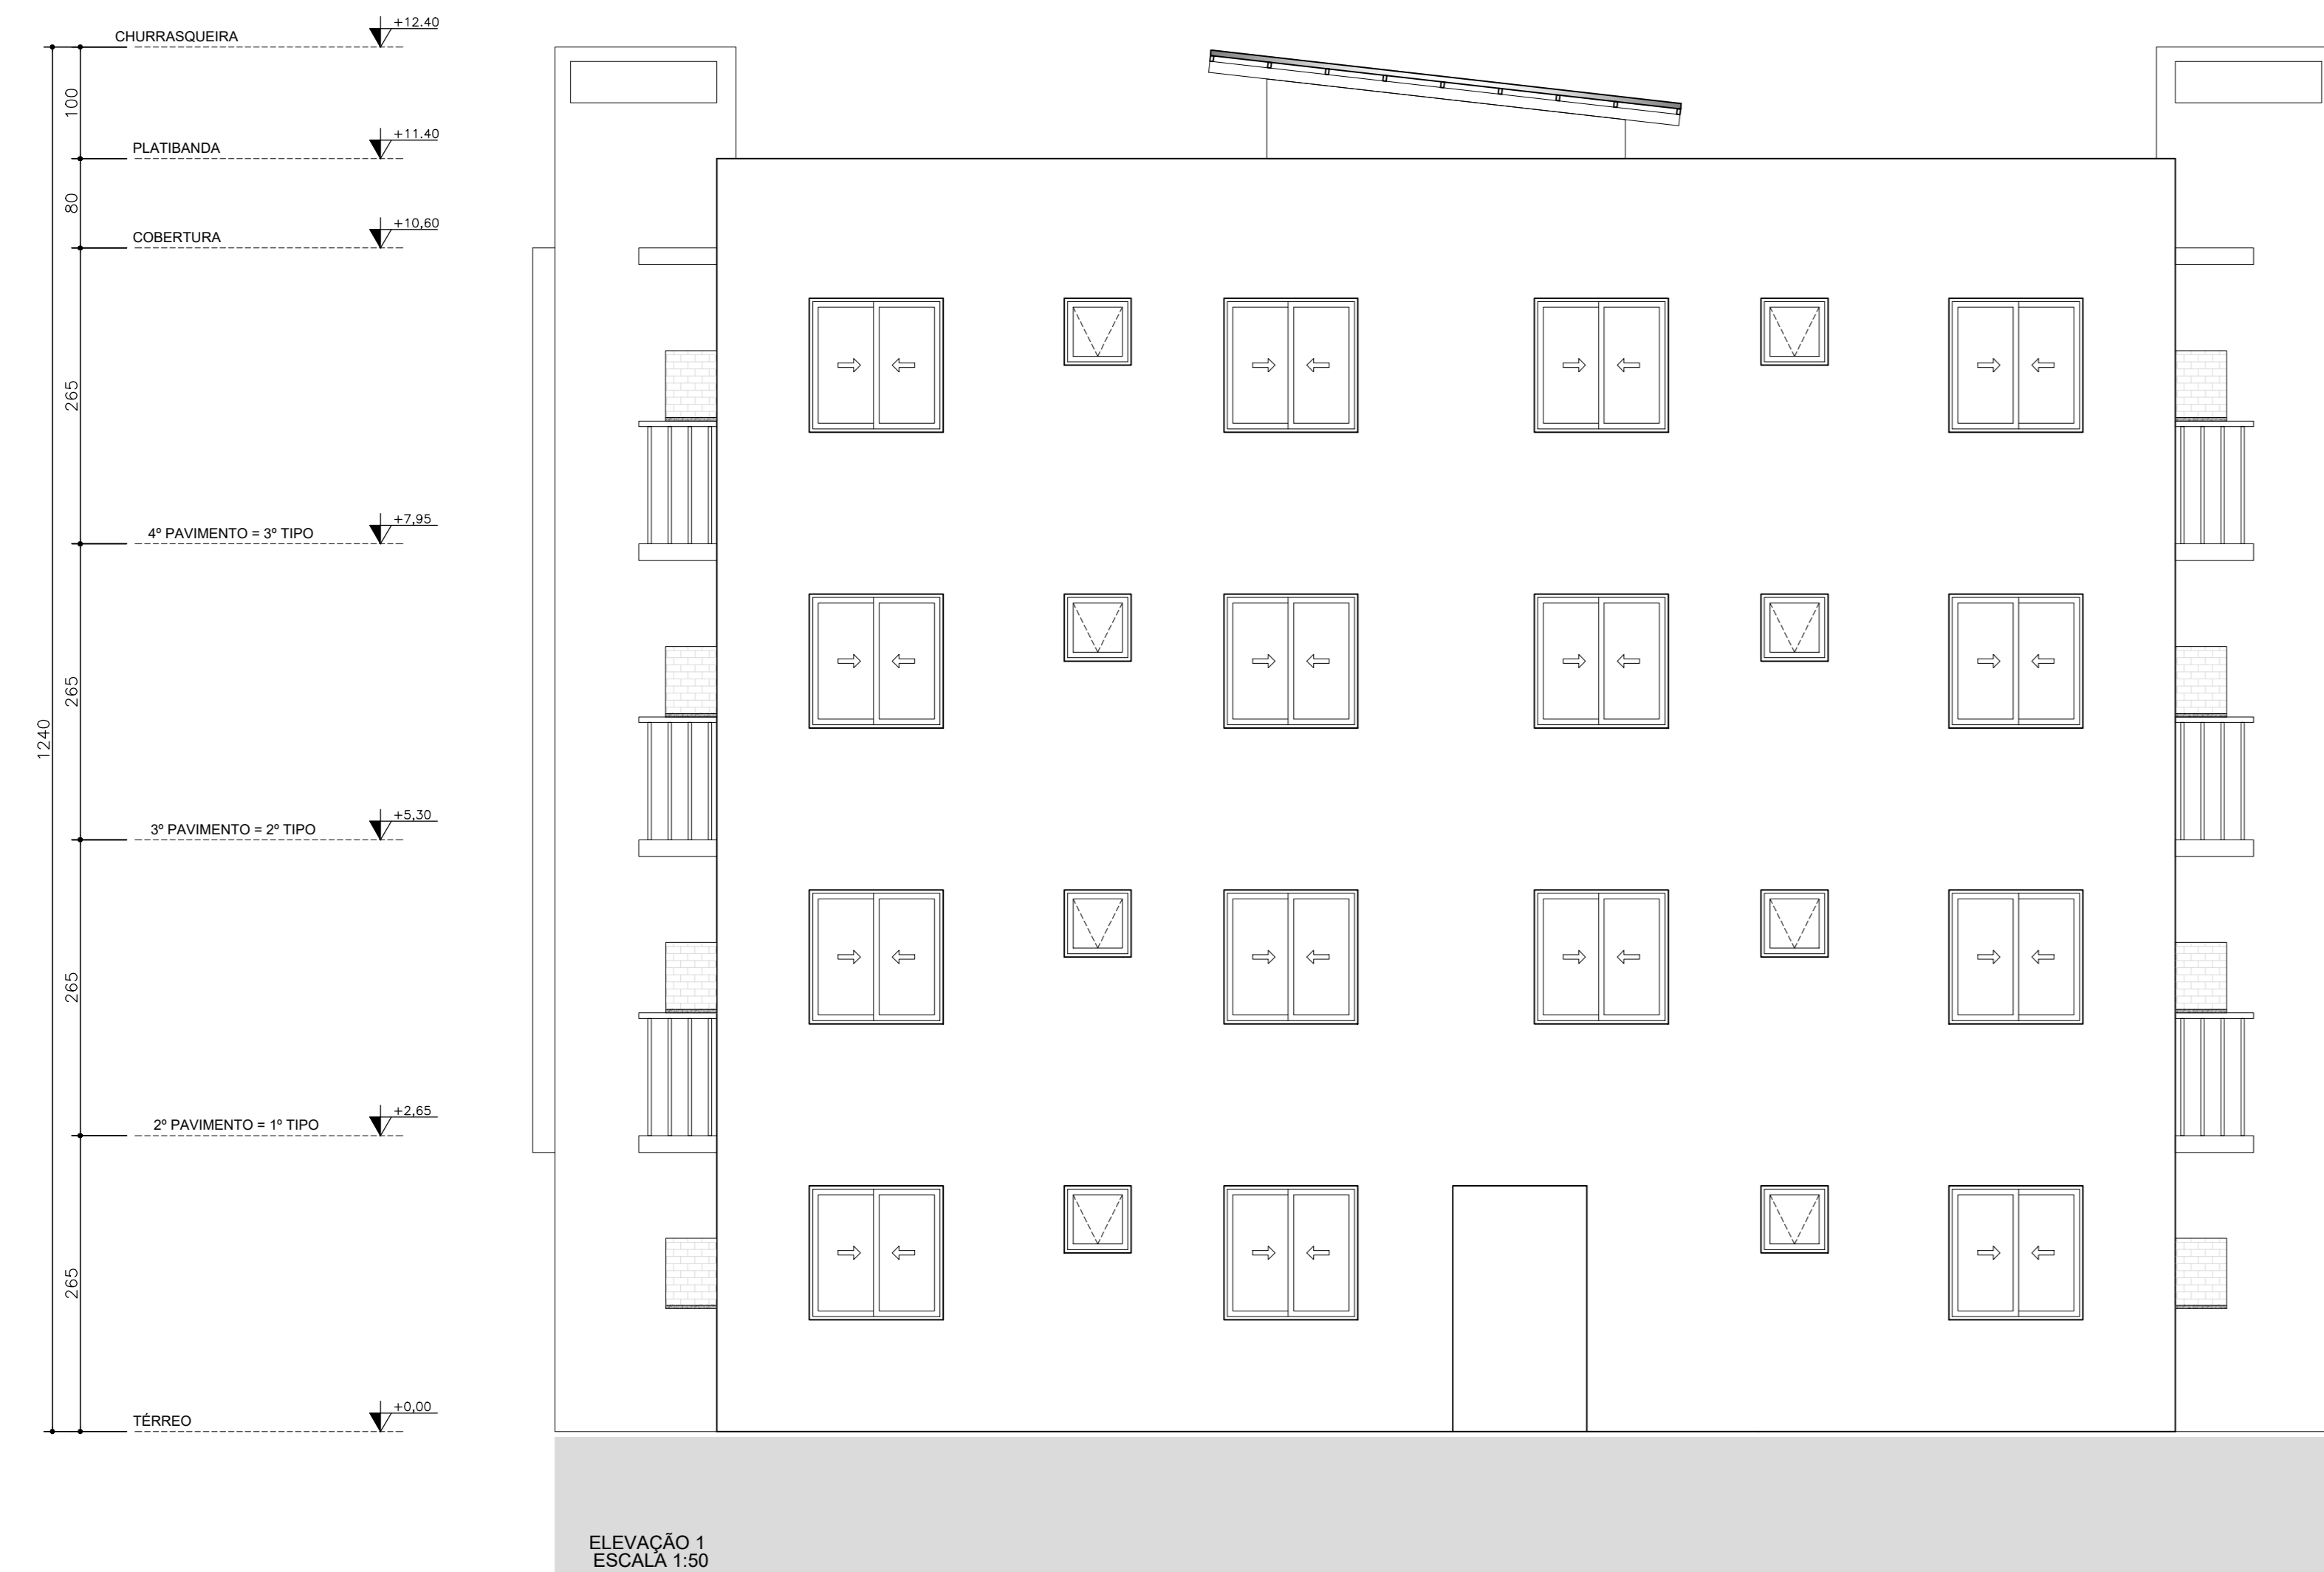 +12.40
CHURRASQUEIRA
100
+11.40
PLATIBANDA
80
+10,60
COBERTURA
265
+7,95
4º PAVIMENTO = 3º TIPO
265
1240
+5,30
3º PAVIMENTO = 2º TIPO
265
+2,65
2º PAVIMENTO = 1º TIPO
265
+0,00
TÉRREO
ELEVAÇÃO 1
ESCALA 1:50